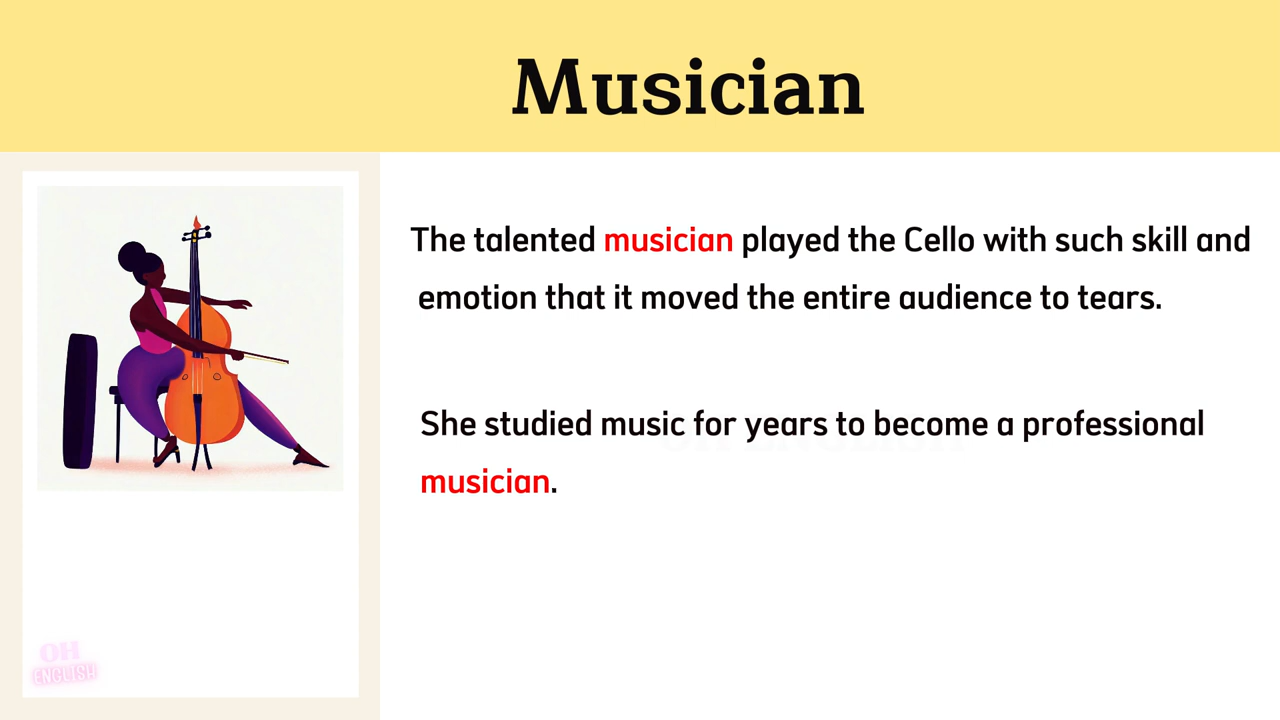 Musician
The talented musician played the Cello with such skill and
emotion that it moved the entire audience to tears.
She studied music for years to become a professional
musician.
OH
ENGLISH